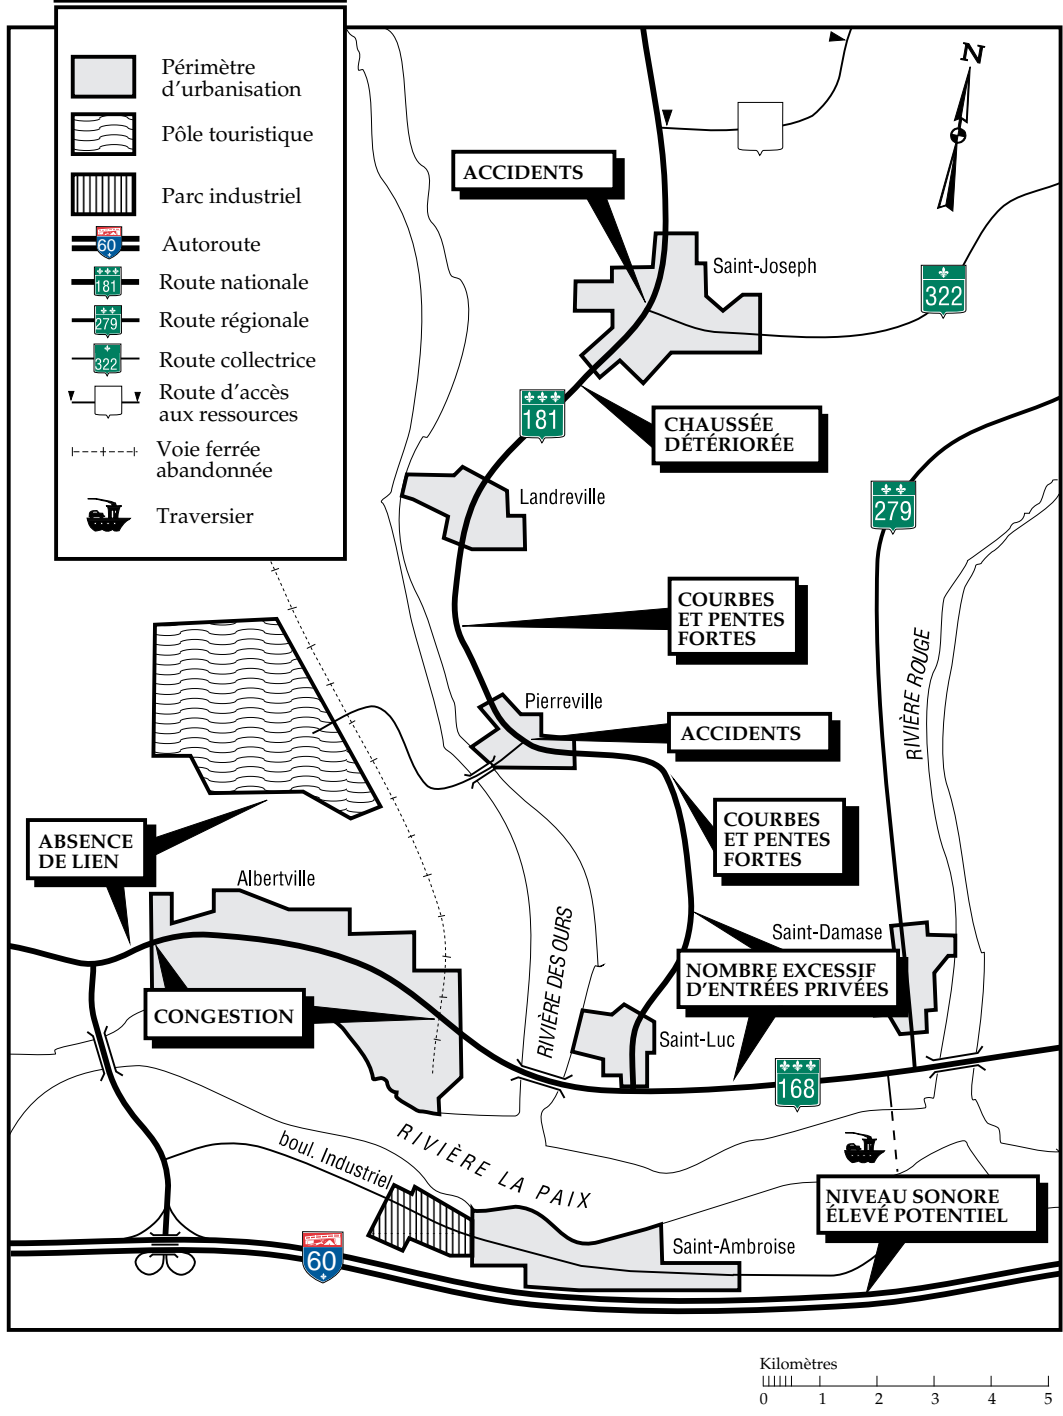 Périmètre
d'urbanisation
Pôle touristique
Parc industriel
60
Autoroute
181
Route nationale
279
Route régionale
322
Route collectrice
Route d'accès
aux ressources
Voie ferrée
abandonnée
Traversier
N
ACCIDENTS
Saint-Joseph
322
181
CHAUSSÉE
DÉTÉRIORÉE
Landreville
279
COURBES
ET PENTES
FORTES
RIVIÈRE ROUGE
Pierreville
ACCIDENTS
COURBES
ET PENTES
FORTES
ABSENCE
DE LIEN
Albertville
RIVIÈRE DES OURS
Saint-Damase
NOMBRE EXCESSIF
D'ENTRÉES PRIVÉES
CONGESTION
Saint-Luc
168
RIVIÈRE LA PAIX
boul. Industriel
NIVEAU SONORE
ÉLEVÉ POTENTIEL
Saint-Ambroise
60
Kilomètres
0 1 2 3 4 5